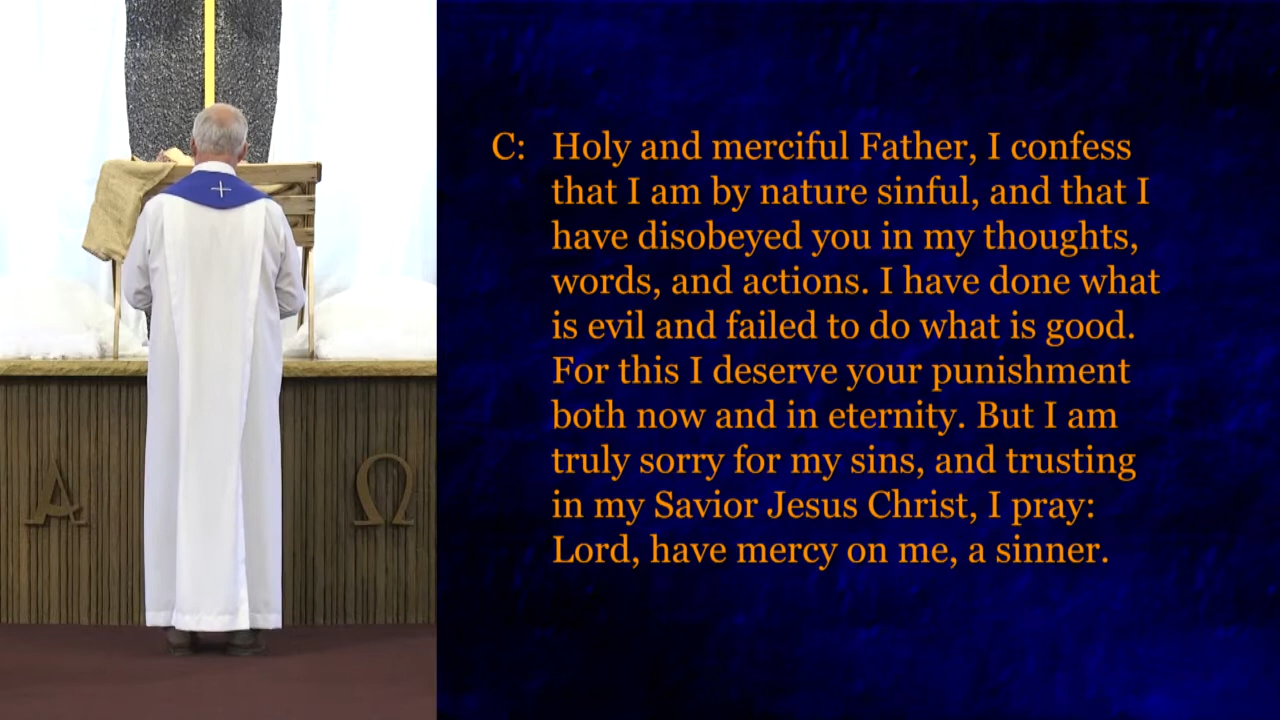 C: Holy and merciful Father, I confess
that I am by nature sinful, and that I
have disobeyed you in my thoughts,
words, and actions. I have done what
is evil and failed to do what is good.
For this I deserve your punishment
both now and in eternity. But I am
truly sorry for my sins, and trusting
in my Savior Jesus Christ, I pray:
Lord, have mercy on me, a sinner.
Α Ω